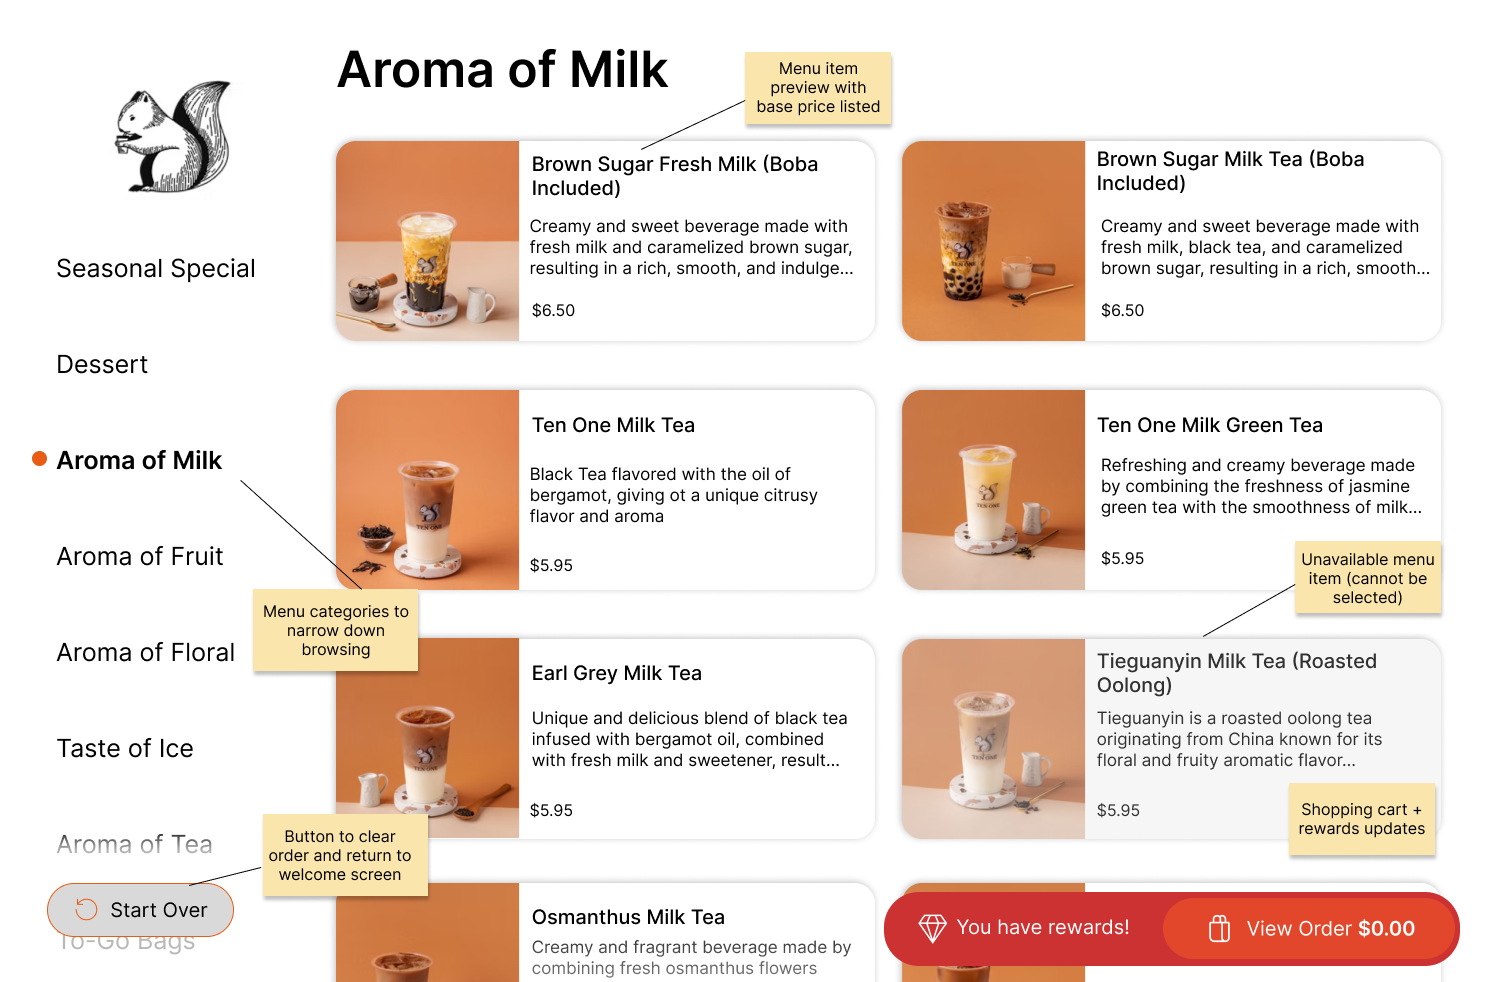 Aroma of Milk
Menu item
preview with
base price listed
Seasonal Special
Dessert
Aroma of Milk
Aroma of Fruit
Aroma of Floral
Taste of Ice
Aroma of Tea
To-Go Bags
Start Over
Menu categories to
narrow down
browsing
Button to clear
order and return to
welcome screen
Brown Sugar Fresh Milk (Boba
Included)
Creamy and sweet beverage made with
fresh milk and caramelized brown sugar,
resulting in a rich, smooth, and indulge...
$6.50
Brown Sugar Milk Tea (Boba
Included)
Creamy and sweet beverage made with
fresh milk, black tea, and caramelized
brown sugar, resulting in a rich, smooth...
$6.50
TEN ONE
Ten One Milk Tea
Black Tea flavored with the oil of
bergamot, giving ot a unique citrusy
flavor and aroma
$5.95
TEN ONE
Ten One Milk Green Tea
Refreshing and creamy beverage made
by combining the freshness of jasmine
green tea with the smoothness of milk...
$5.95
TEN ONE
Unavailable menu
item (cannot be
selected)
Earl Grey Milk Tea
Unique and delicious blend of black tea
infused with bergamot oil, combined
with fresh milk and sweetener, result...
$5.95
TEN ONE
Tieguanyin Milk Tea (Roasted
Oolong)
Tieguanyin is a roasted oolong tea
originating from China known for its
floral and fruity aromatic flavor...
$5.95
TEN ONE
Shopping cart +
rewards updates
Osmanthus Milk Tea
Creamy and fragrant beverage made by
combining fresh osmanthus flowers
You have rewards!
View Order $0.00